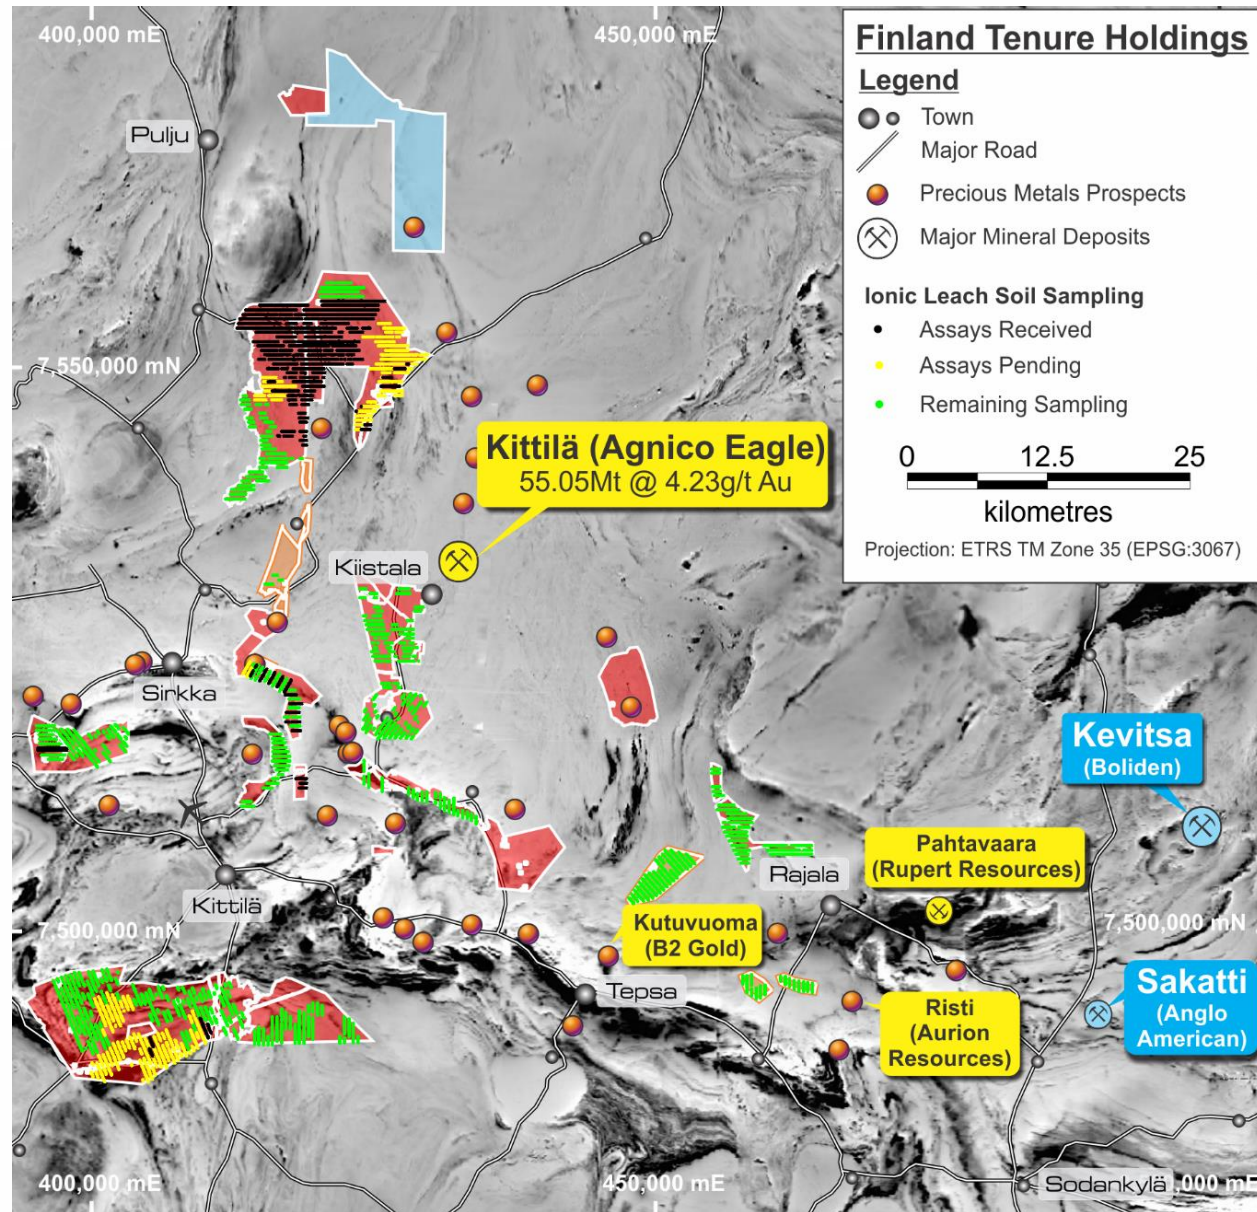 400,000 mE
450,000 mE
Finland Tenure Holdings
Legend
Town
Major Road
Precious Metals Prospects
Major Mineral Deposits
Ionic Leach Soil Sampling
Assays Received
Assays Pending
Remaining Sampling
0 12.5 25
kilometres
Projection: ETRS TM Zone 35 (EPSG:3067)
Pulju
7,550,000 mN
Kittilä (Agnico Eagle)
55.05Mt @ 4.23g/t Au
Kiistala
Sirkka
Kevitsa
(Boliden)
Pahtavaara
(Rupert Resources)
Rajala
Kittilä
Kutuvuoma
(B2 Gold)
7,500,000 mN
Tepsa
Risti
(Aurion
Resources)
Sakatti
(Anglo
American)
400,000 mE
450,000 mE
Sodankylä
,000 mE